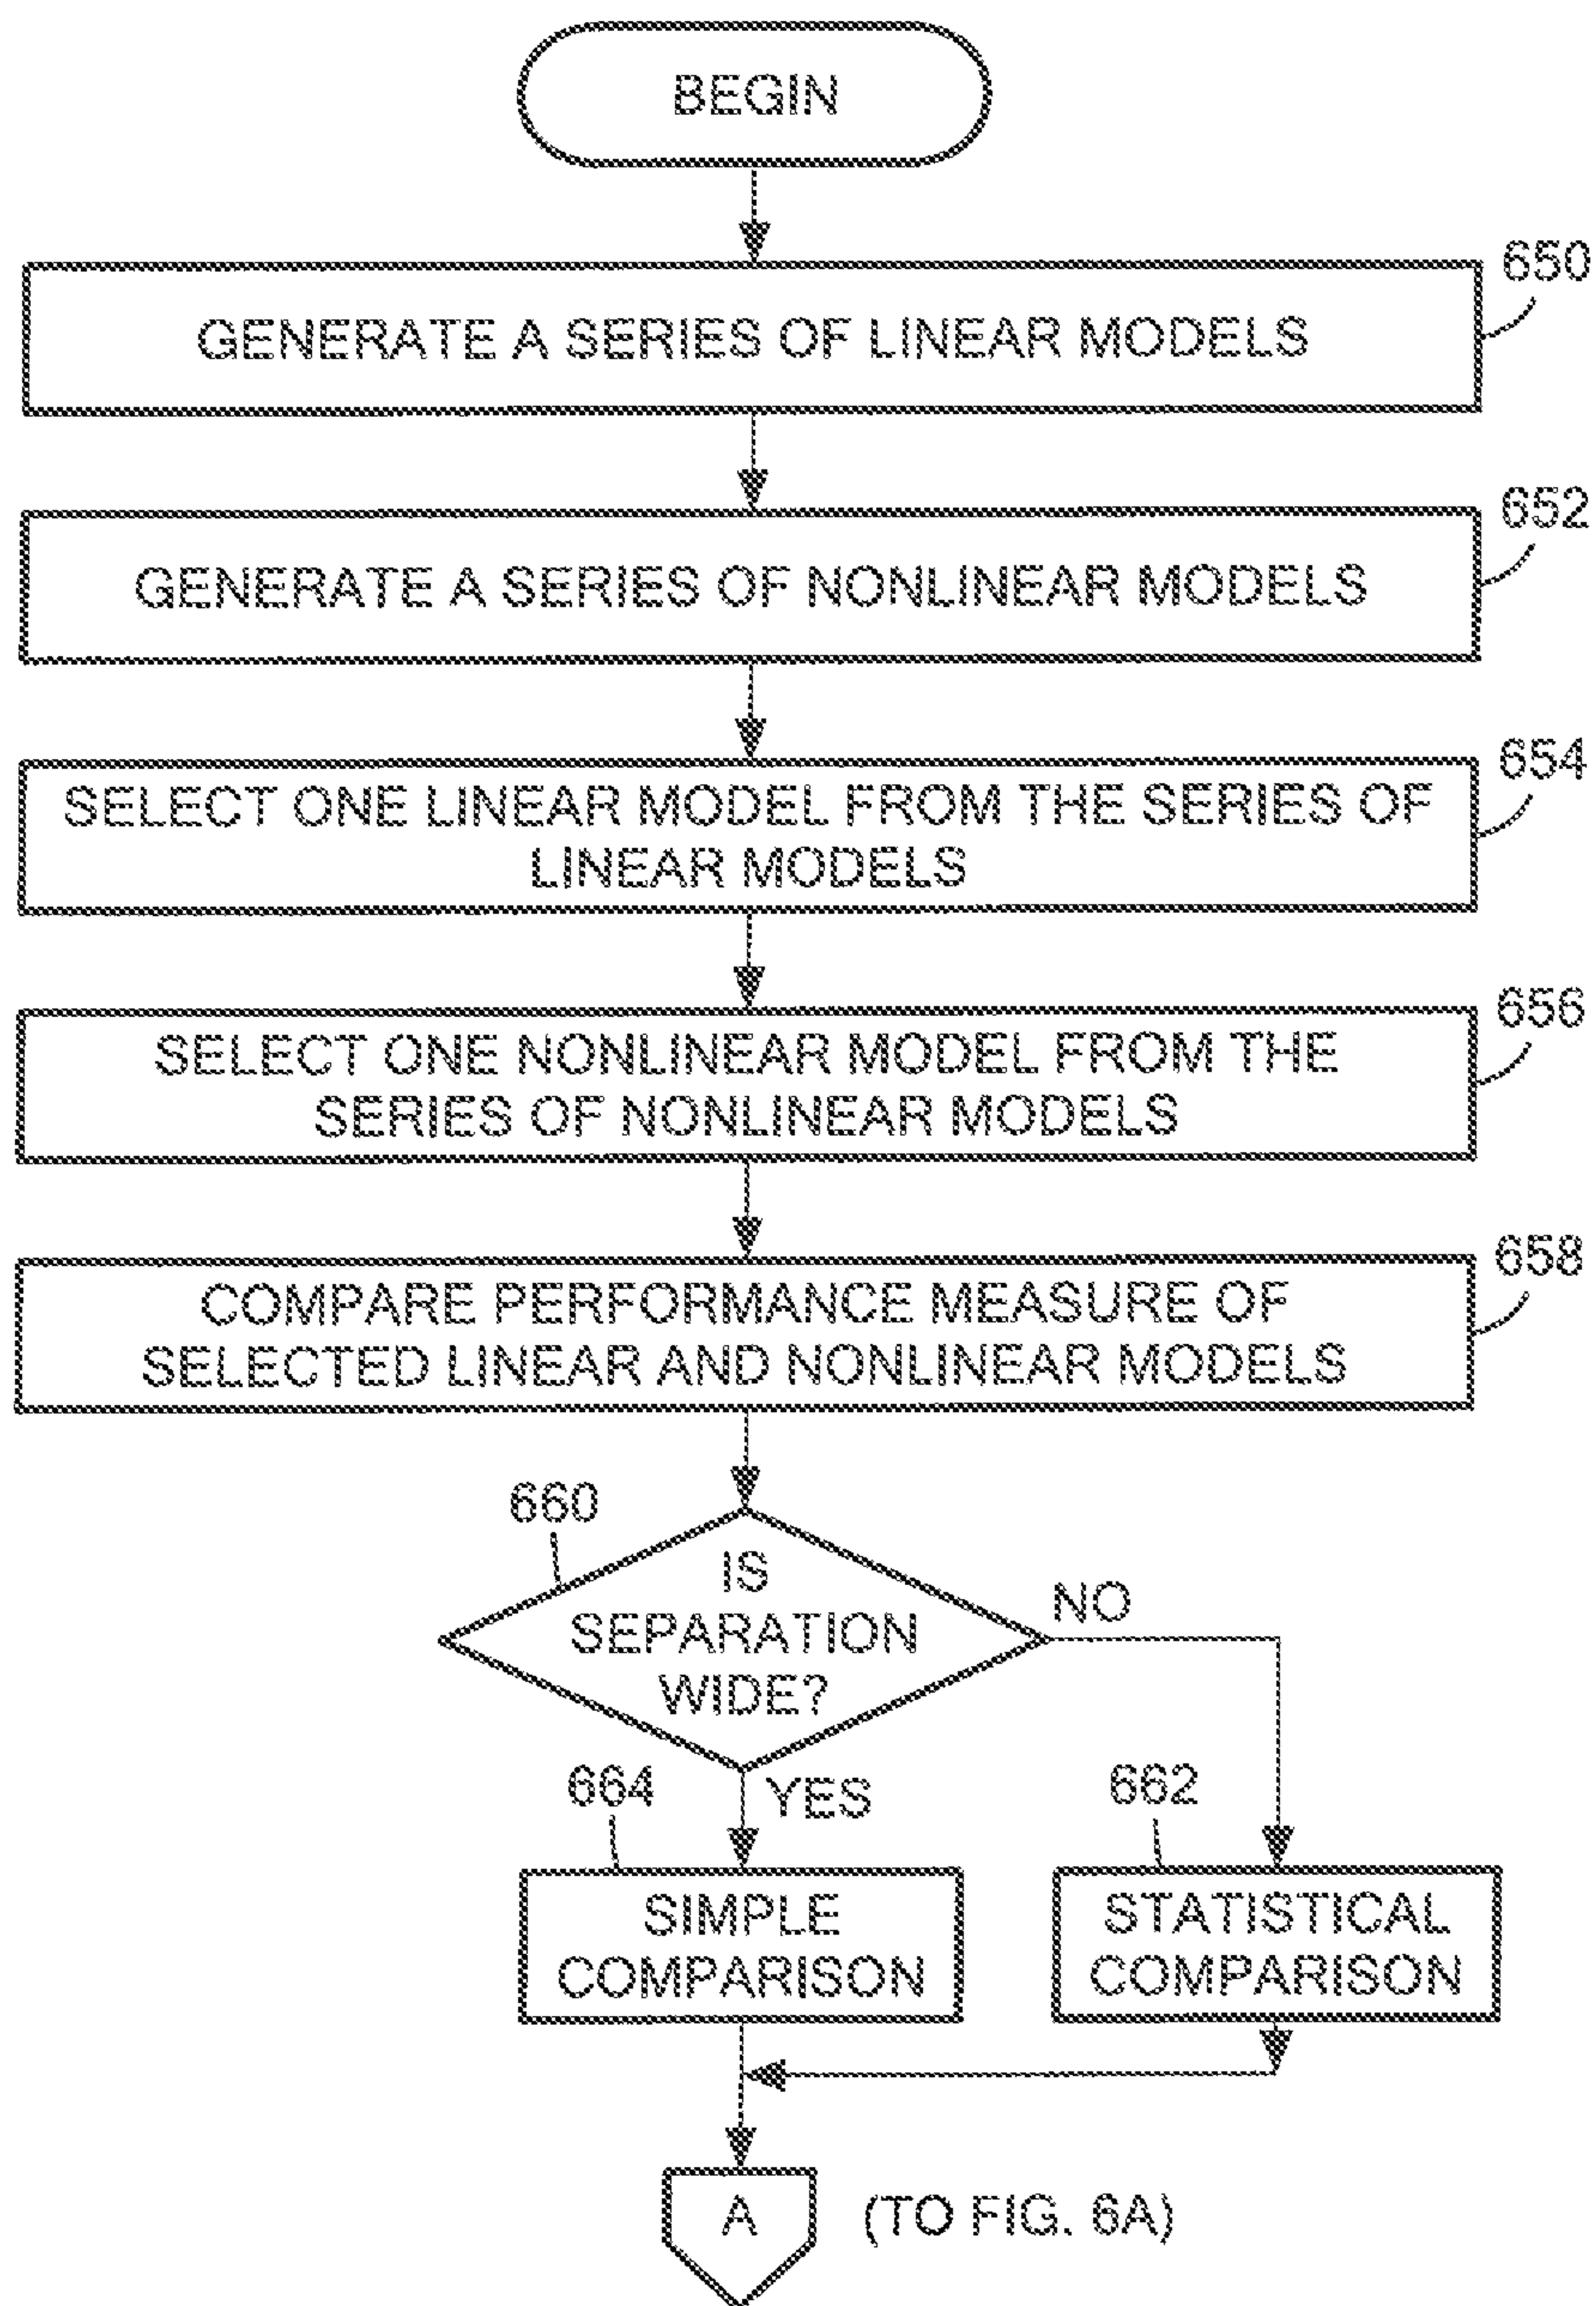 BEGIN
650
GENERATE A SERIES OF LINEAR MODELS
652
GENERATE A SERIES OF NONLINEAR MODELS
654
SELECT ONE LINEAR MODEL FROM THE SERIES OF
LINEAR MODELS
656
SELECT ONE NONLINEAR MODEL FROM THE
SERIES OF NONLINEAR MODELS
658
COMPARE PERFORMANCE MEASURE OF
SELECTED LINEAR AND NONLINEAR MODELS
660
IS
SEPARATION
WIDE?
NO
YES
664
SIMPLE
COMPARISON
662
STATISTICAL
COMPARISON
A
(TO FIG. 6A)